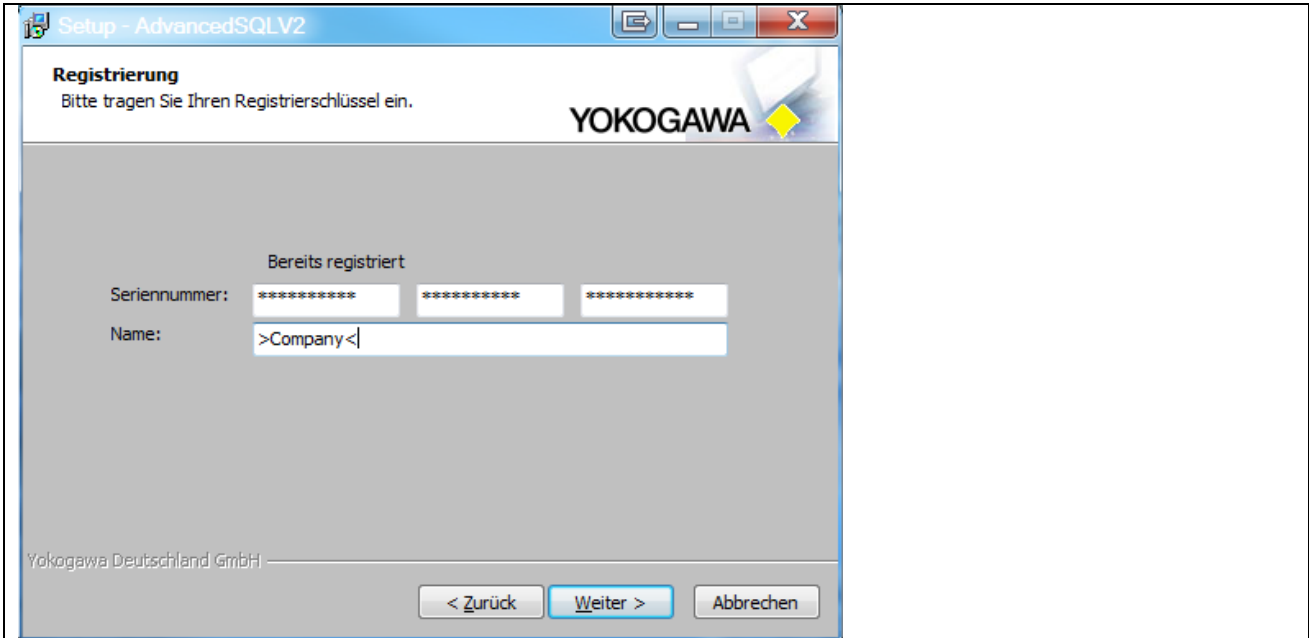 Setup - AdvancedSQLV2
Registrierung
Bitte tragen Sie Ihren Registrierschlüssel ein.
YOKOGAWA
Bereits registriert
Seriennummer: ********** ********** ***********
Name: >Company<
Yokogawa Deutschland GmbH
< Zurück Weiter > Abbrechen